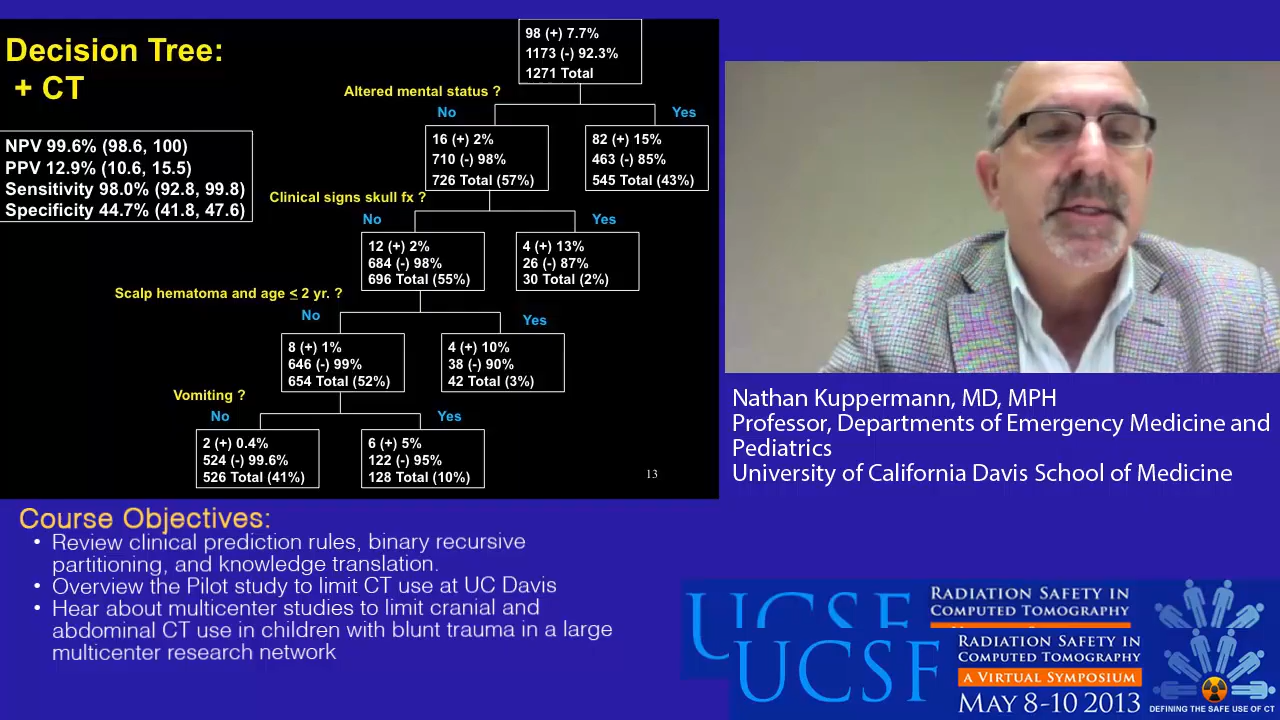 Decision Tree:
+ CT
NPV 99.6% (98.6, 100)
PPV 12.9% (10.6, 15.5)
Sensitivity 98.0% (92.8, 99.8)
Specificity 44.7% (41.8, 47.6)
98 (+) 7.7%
1173 (-) 92.3%
1271 Total
Altered mental status ?
No
Yes
16 (+) 2%
710 (-) 98%
726 Total (57%)
82 (+) 15%
463 (-) 85%
545 Total (43%)
Clinical signs skull fx ?
No
Yes
12 (+) 2%
684 (-) 98%
696 Total (55%)
4 (+) 13%
26 (-) 87%
30 Total (2%)
Scalp hematoma and age ≤ 2 yr. ?
No
Yes
8 (+) 1%
646 (-) 99%
654 Total (52%)
4 (+) 10%
38 (-) 90%
42 Total (3%)
Vomiting ?
No
Yes
2 (+) 0.4%
524 (-) 99.6%
526 Total (41%)
6 (+) 5%
122 (-) 95%
128 Total (10%)
13
Nathan Kuppermann, MD, MPH
Professor, Departments of Emergency Medicine and
Pediatrics
University of California Davis School of Medicine
Course Objectives:
• Review clinical prediction rules, binary recursive
partitioning, and knowledge translation.
• Overview the Pilot study to limit CT use at UC Davis
• Hear about multicenter studies to limit cranial and
abdominal CT use in children with blunt trauma in a large
multicenter research network
UCSF
RADIATION SAFETY IN
COMPUTED TOMOGRAPHY
UCSF
RADIATION SAFETY IN
COMPUTED TOMOGRAPHY
A VIRTUAL SYMPOSIUM
MAY 8-10 2013
DEFINING THE SAFE USE OF CT